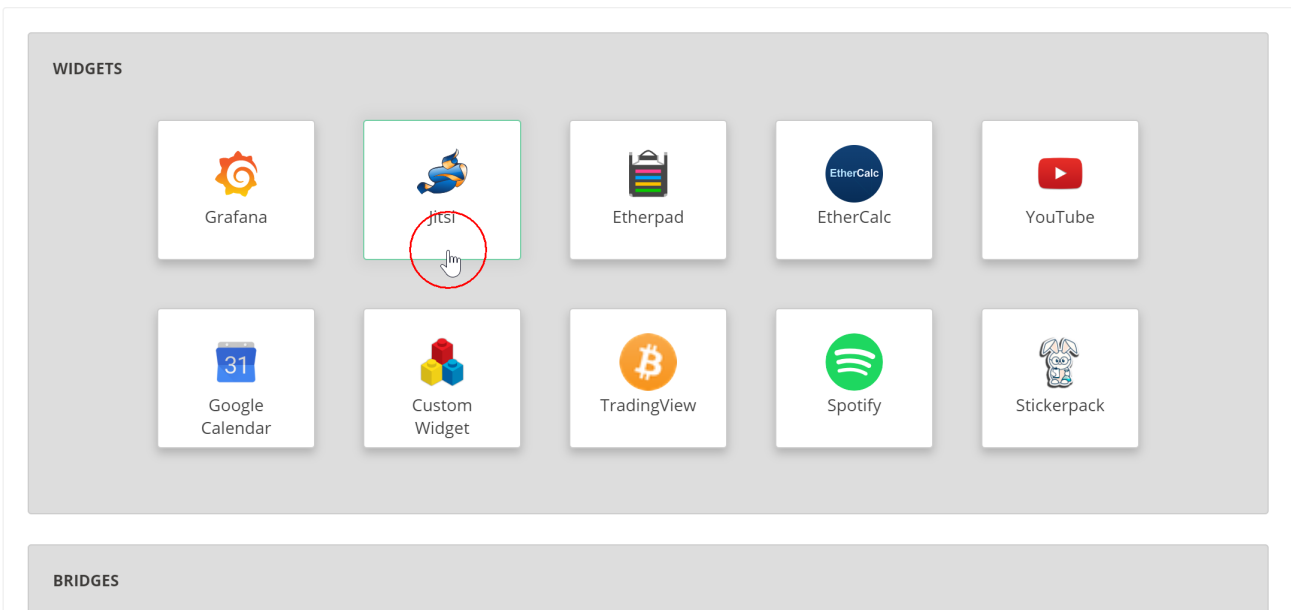 WIDGETS
Grafana
Jitsi
Etherpad
EtherCalc
EtherCalc
YouTube
31
Google
Calendar
Custom
Widget
TradingView
Spotify
Stickerpack
BRIDGES